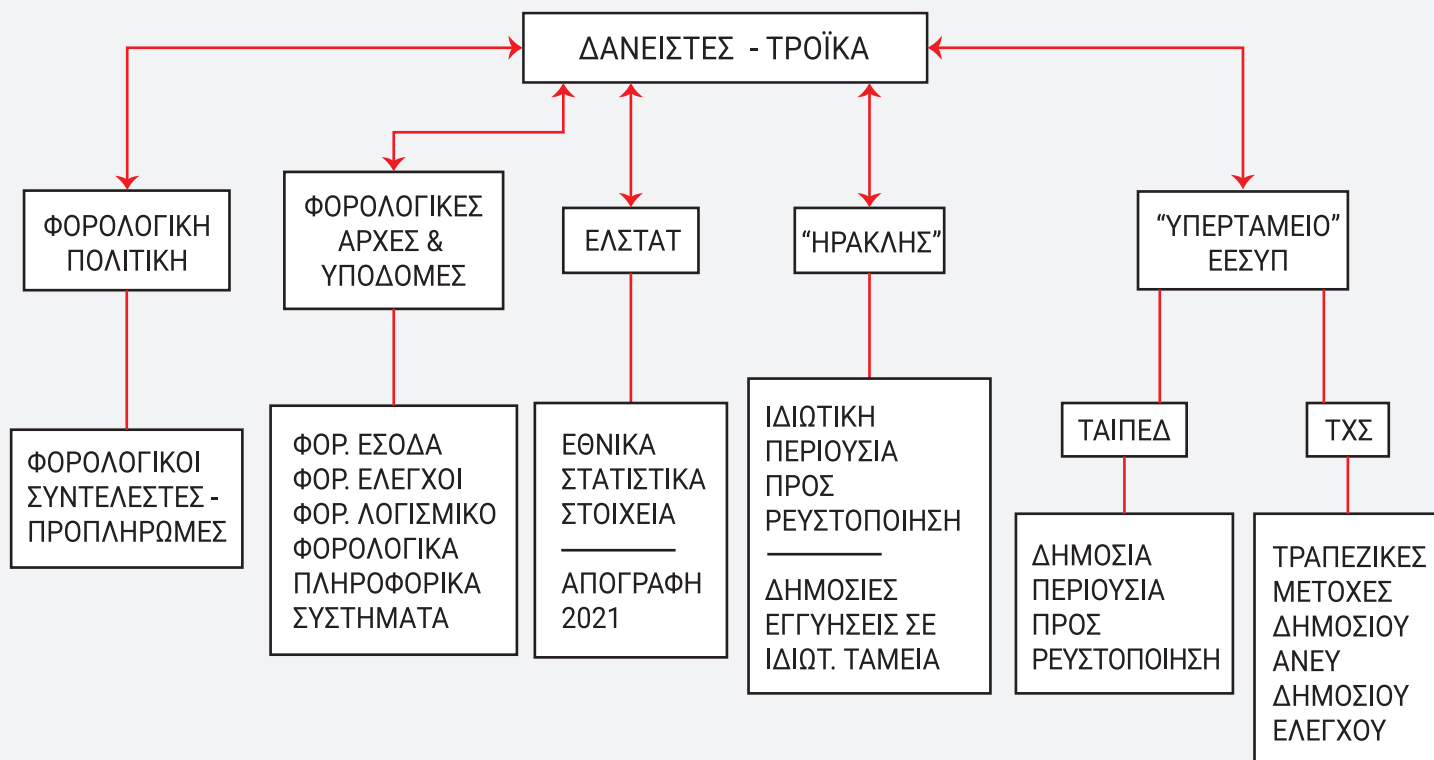 ΔΑΝΕΙΣΤΕΣ - ΤΡΟΪΚΑ
ΦΟΡΟΛΟΓΙΚΗ
ΠΟΛΙΤΙΚΗ
ΦΟΡΟΛΟΓΙΚΕΣ
ΑΡΧΕΣ &
ΥΠΟΔΟΜΕΣ
ΕΛΣΤΑΤ
“ΗΡΑΚΛΗΣ”
“ΥΠΕΡΤΑΜΕΙΟ”
ΕΕΣΥΠ
ΦΟΡΟΛΟΓΙΚΟΙ
ΣΥΝΤΕΛΕΣΤΕΣ -
ΠΡΟΠΛΗΡΩΜΕΣ
ΦΟΡ. ΕΣΟΔΑ
ΦΟΡ. ΕΛΕΓΧΟΙ
ΦΟΡ. ΛΟΓΙΣΜΙΚΟ
ΦΟΡΟΛΟΓΙΚΑ
ΠΛΗΡΟΦΟΡΙΚΑ
ΣΥΣΤΗΜΑΤΑ
ΕΘΝΙΚΑ
ΣΤΑΤΙΣΤΙΚΑ
ΣΤΟΙΧΕΙΑ
ΑΠΟΓΡΑΦΗ
2021
ΙΔΙΩΤΙΚΗ
ΠΕΡΙΟΥΣΙΑ
ΠΡΟΣ
ΡΕΥΣΤΟΠΟΙΗΣΗ
ΔΗΜΟΣΙΕΣ
ΕΓΓΥΗΣΕΙΣ ΣΕ
ΙΔΙΩΤ. ΤΑΜΕΙΑ
ΤΑΙΠΕΔ
ΤΧΣ
ΔΗΜΟΣΙΑ
ΠΕΡΙΟΥΣΙΑ
ΠΡΟΣ
ΡΕΥΣΤΟΠΟΙΗΣΗ
ΤΡΑΠΕΖΙΚΕΣ
ΜΕΤΟΧΕΣ
ΔΗΜΟΣΙΟΥ
ΑΝΕΥ
ΔΗΜΟΣΙΟΥ
ΕΛΕΓΧΟΥ